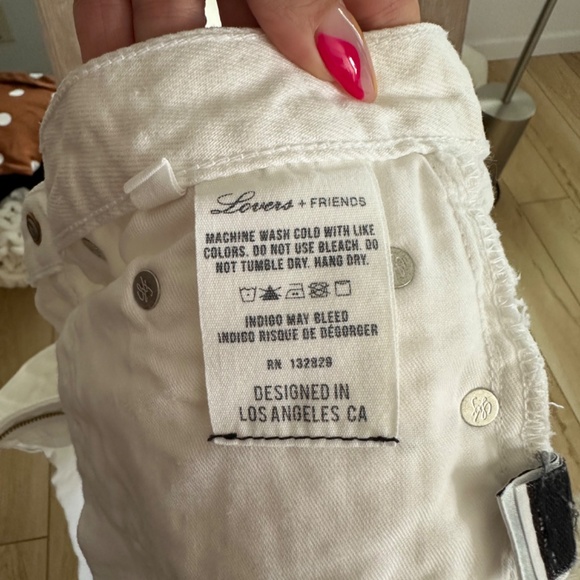 Lovers + FRIENDS
MACHINE WASH COLD WITH LIKE
COLORS. DO NOT USE BLEACH. DO
NOT TUMBLE DRY. HANG DRY.
INDIGO MAY BLEED
INDIGO RISQUE DE DÉGORGER
RN 132829
DESIGNED IN
LOS ANGELES CA